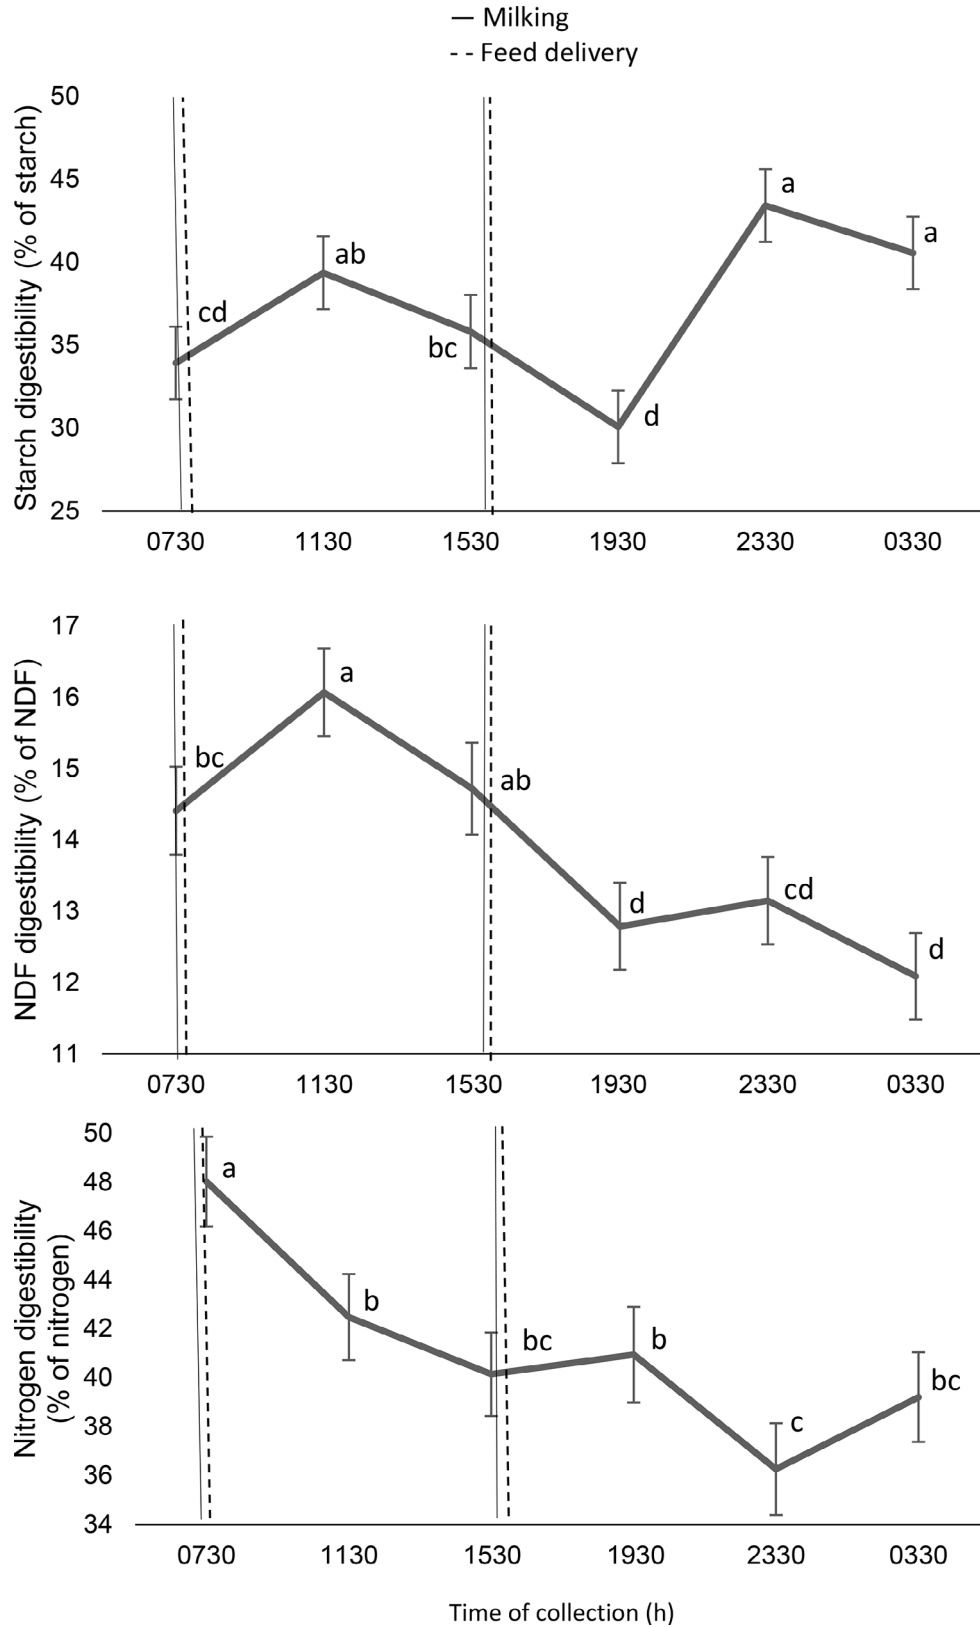 — Milking
-- Feed delivery
Starch digestibility (% of starch)
50
45
40
35
30
25
cd
ab
bc
d
a
a
0730 1130 1530 1930 2330 0330
NDF digestibility (% of NDF)
17
16
15
14
13
12
11
bc
a
ab
d
cd
d
0730 1130 1530 1930 2330 0330
Nitrogen digestibility
(% of nitrogen)
50
48
46
44
42
40
38
36
34
a
b
bc
b
c
bc
0730 1130 1530 1930 2330 0330
Time of collection (h)